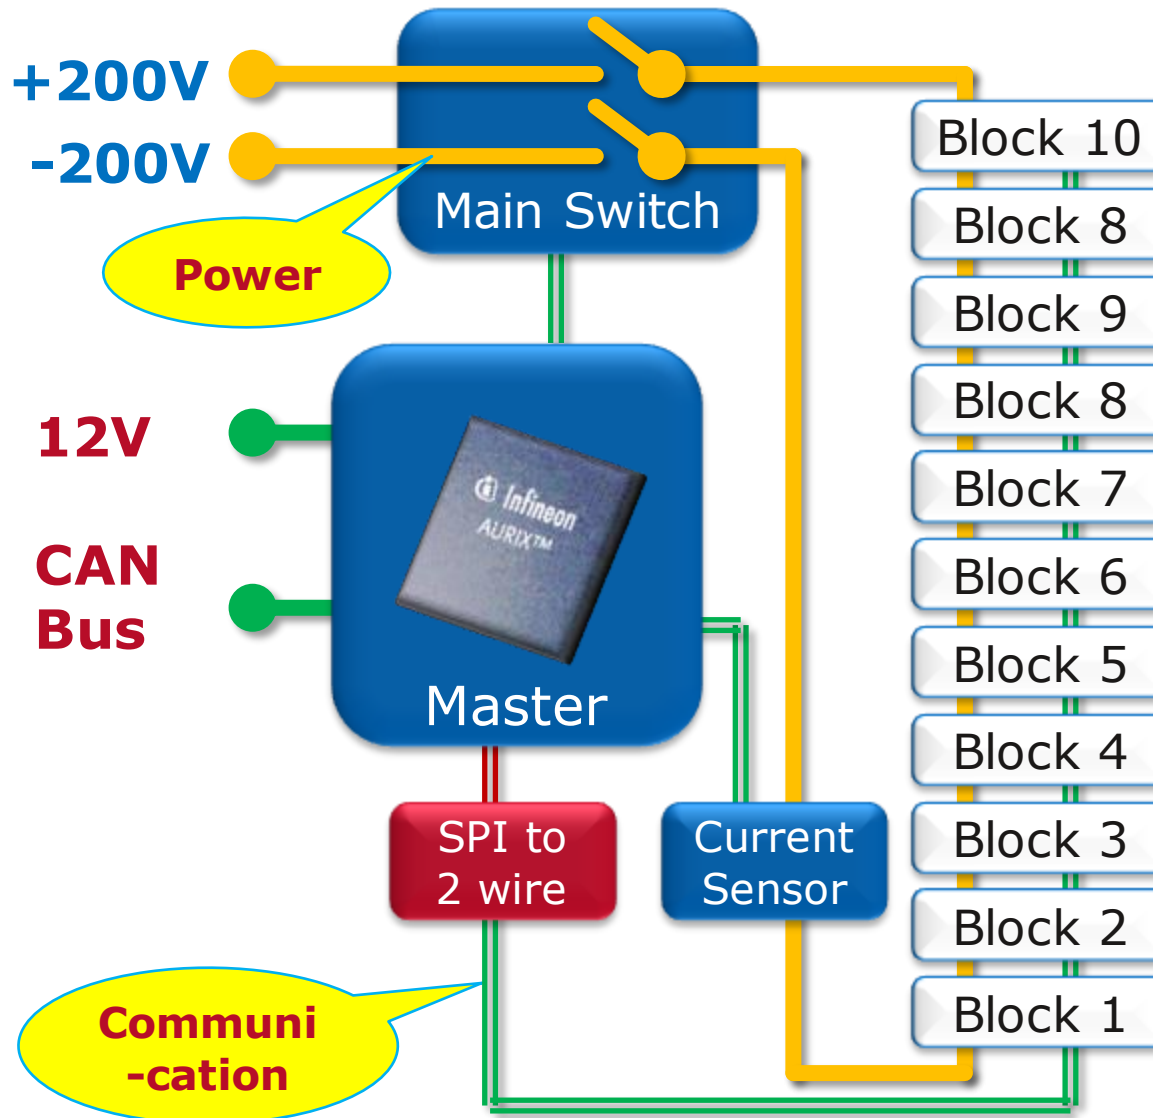 +200V
-200V
Main Switch
Power
12V
CAN
Bus
Infineon
AURIX™
Master
SPI to
2 wire
Current
Sensor
Communi
-cation
Block 10
Block 8
Block 9
Block 8
Block 7
Block 6
Block 5
Block 4
Block 3
Block 2
Block 1